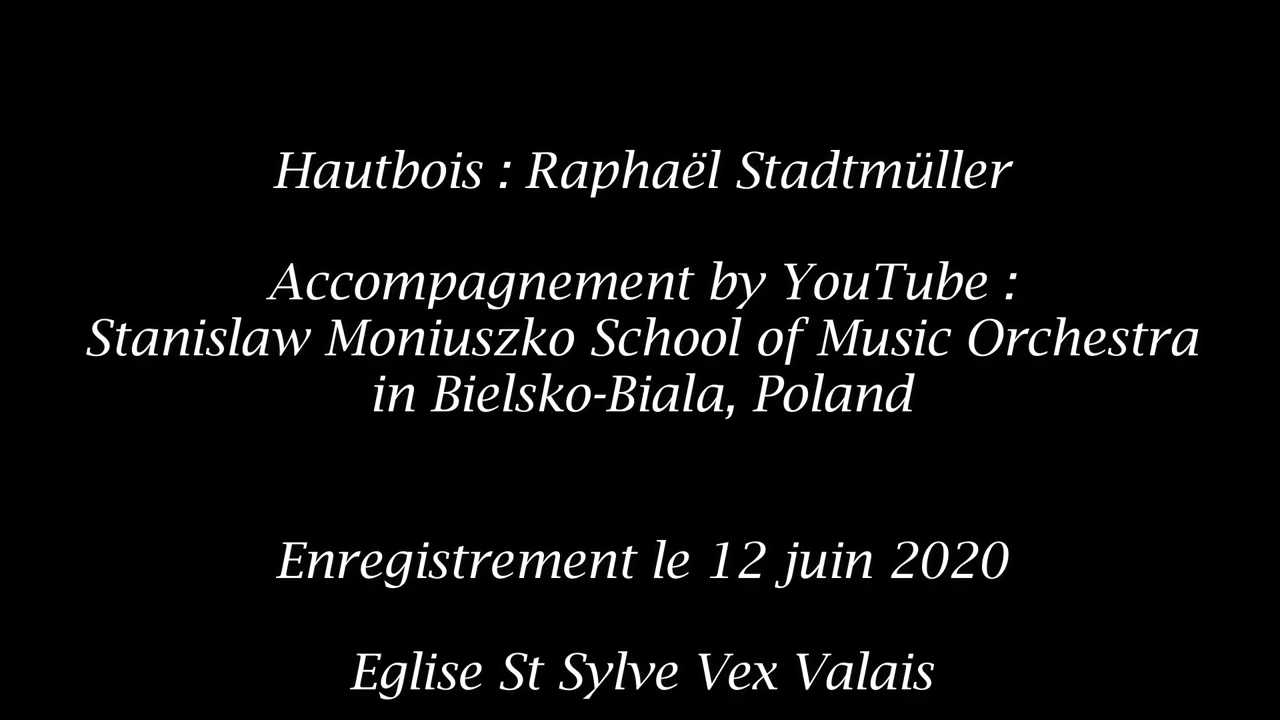 Hautbois : Raphaël Stadtmüller
Accompagnement by YouTube :
Stanislaw Moniuszko School of Music Orchestra
in Bielsko-Biala, Poland
Enregistrement le 12 juin 2020
Eglise St Sylve Vex Valais